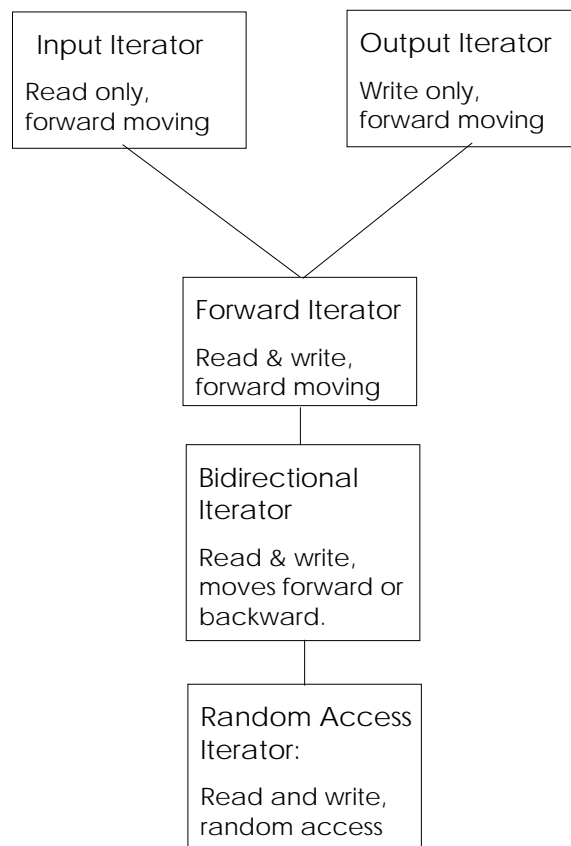 Input Iterator
Read only,
forward moving
Output Iterator
Write only,
forward moving
Forward Iterator
Read & write,
forward moving
Bidirectional
Iterator
Read & write,
moves forward or
backward.
Random Access
Iterator:
Read and write,
random access